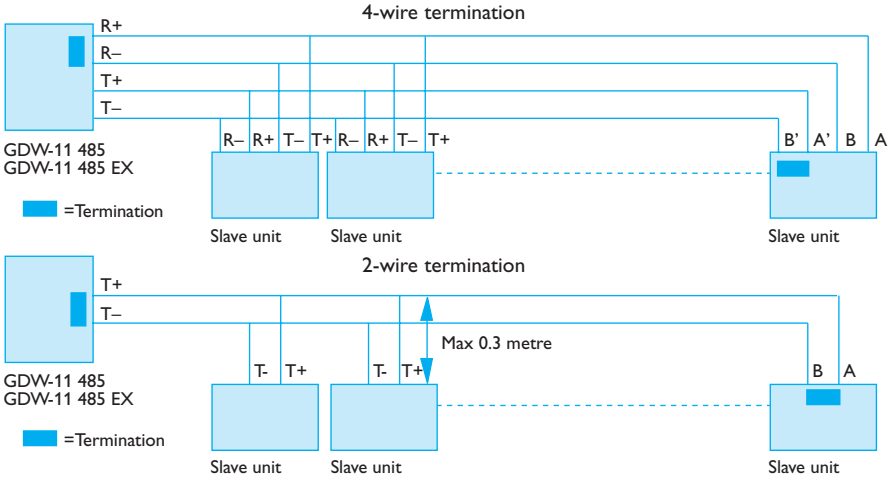 4-wire termination
R+
R–
T+
T–
R– R+ T– T+ R– R+ T– T+ B’ A’ B A
GDW-11 485
GDW-11 485 EX
=Termination
Slave unit Slave unit Slave unit
2-wire termination
T+
T–
Max 0.3 metre
T- T+ T- T+ B A
GDW-11 485
GDW-11 485 EX
=Termination
Slave unit Slave unit Slave unit